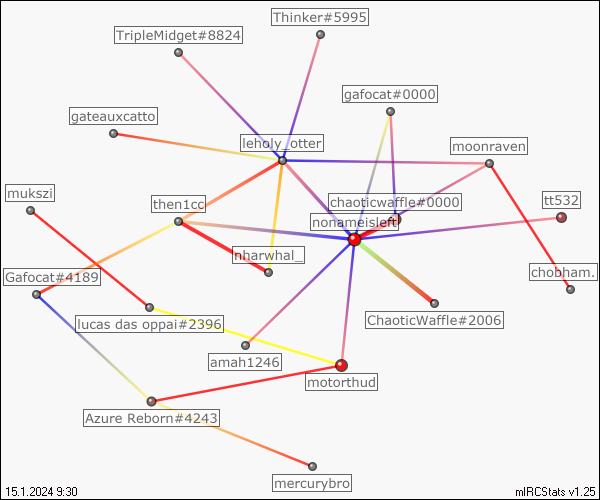 Thinker#5995
TripleMidget#8824
gafocat#0000
gateauxcatto
leholy_otter
moonraven
mukszi
then1cc
chaoticwaffle#0000
tt532
nonameisleft
nharwhal_
Gafocat#4189
chobham.
lucas das oppai#2396
ChaoticWaffle#2006
amah1246
motorthud
Azure Reborn#4243
mercurybro
15.1.2024 9:30
mIRCStats v1.25